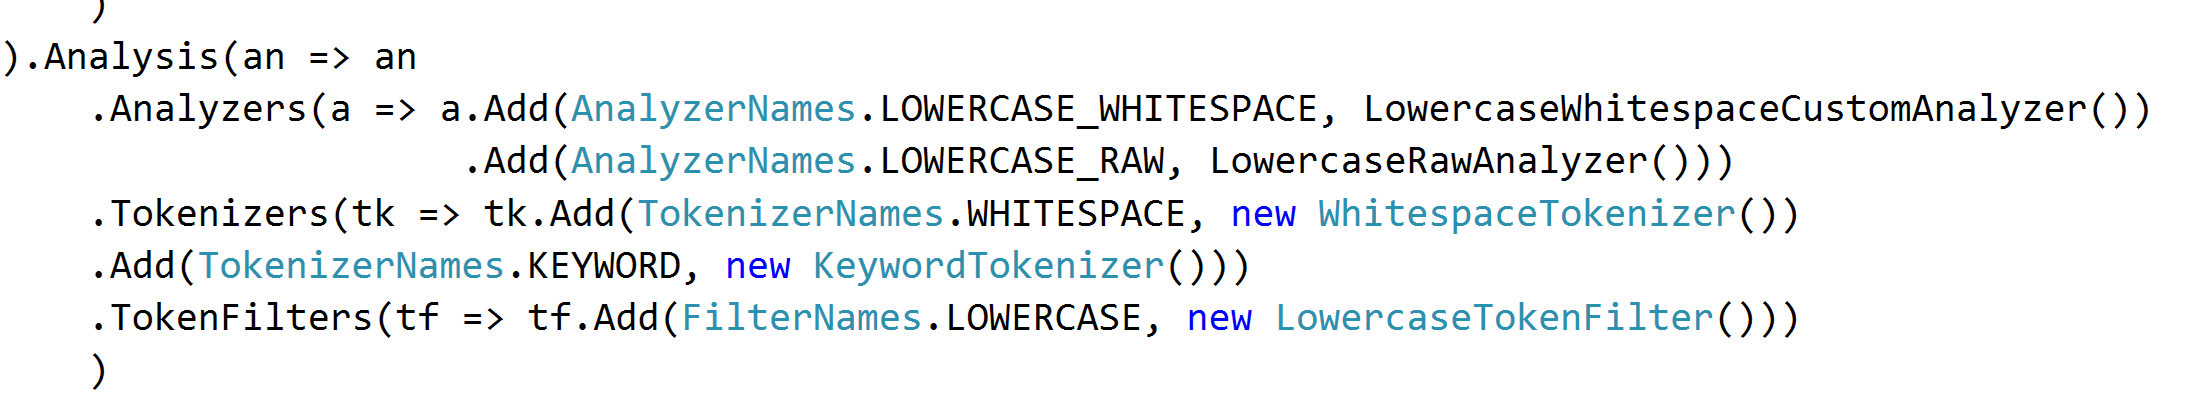 )
).Analysis(an => an
.Analyzers(a => a.Add(AnalyzerNames.LOWERCASE_WHITESPACE, LowercaseWhitespaceCustomAnalyzer())
.Add(AnalyzerNames.LOWERCASE_RAW, LowercaseRawAnalyzer()))
.Tokenizers(tk => tk.Add(TokenizerNames.WHITESPACE, new WhitespaceTokenizer())
.Add(TokenizerNames.KEYWORD, new KeywordTokenizer()))
.TokenFilters(tf => tf.Add(FilterNames.LOWERCASE, new LowercaseTokenFilter()))
)